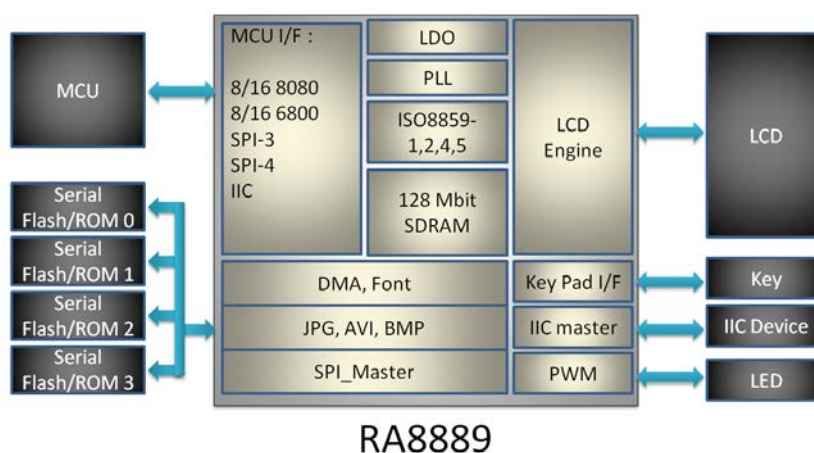 MCU
Serial
Flash/ROM 0
Serial
Flash/ROM 1
Serial
Flash/ROM 2
Serial
Flash/ROM 3
MCU I/F :
8/16 8080
8/16 6800
SPI-3
SPI-4
IIC
LDO
PLL
ISO8859-
1,2,4,5
128 Mbit
SDRAM
LCD
Engine
DMA, Font
JPG, AVI, BMP
SPI_Master
Key Pad I/F
IIC master
PWM
LCD
Key
IIC Device
LED
RA8889